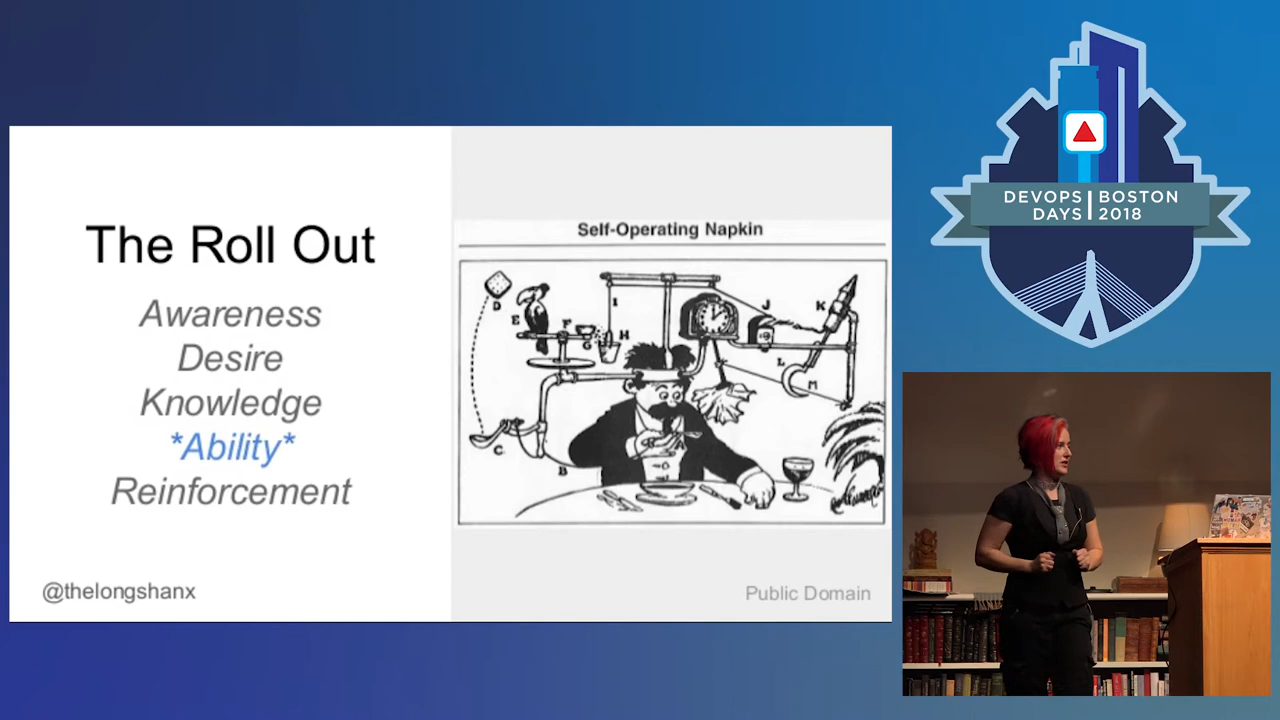 The Roll Out
Awareness
Desire
Knowledge
*Ability*
Reinforcement
@thelongshanx
Self-Operating Napkin
D
E
F
G
H
I
J
K
L
M
A
B
C
Public Domain
DEVOPS BOSTON
DAYS 2018